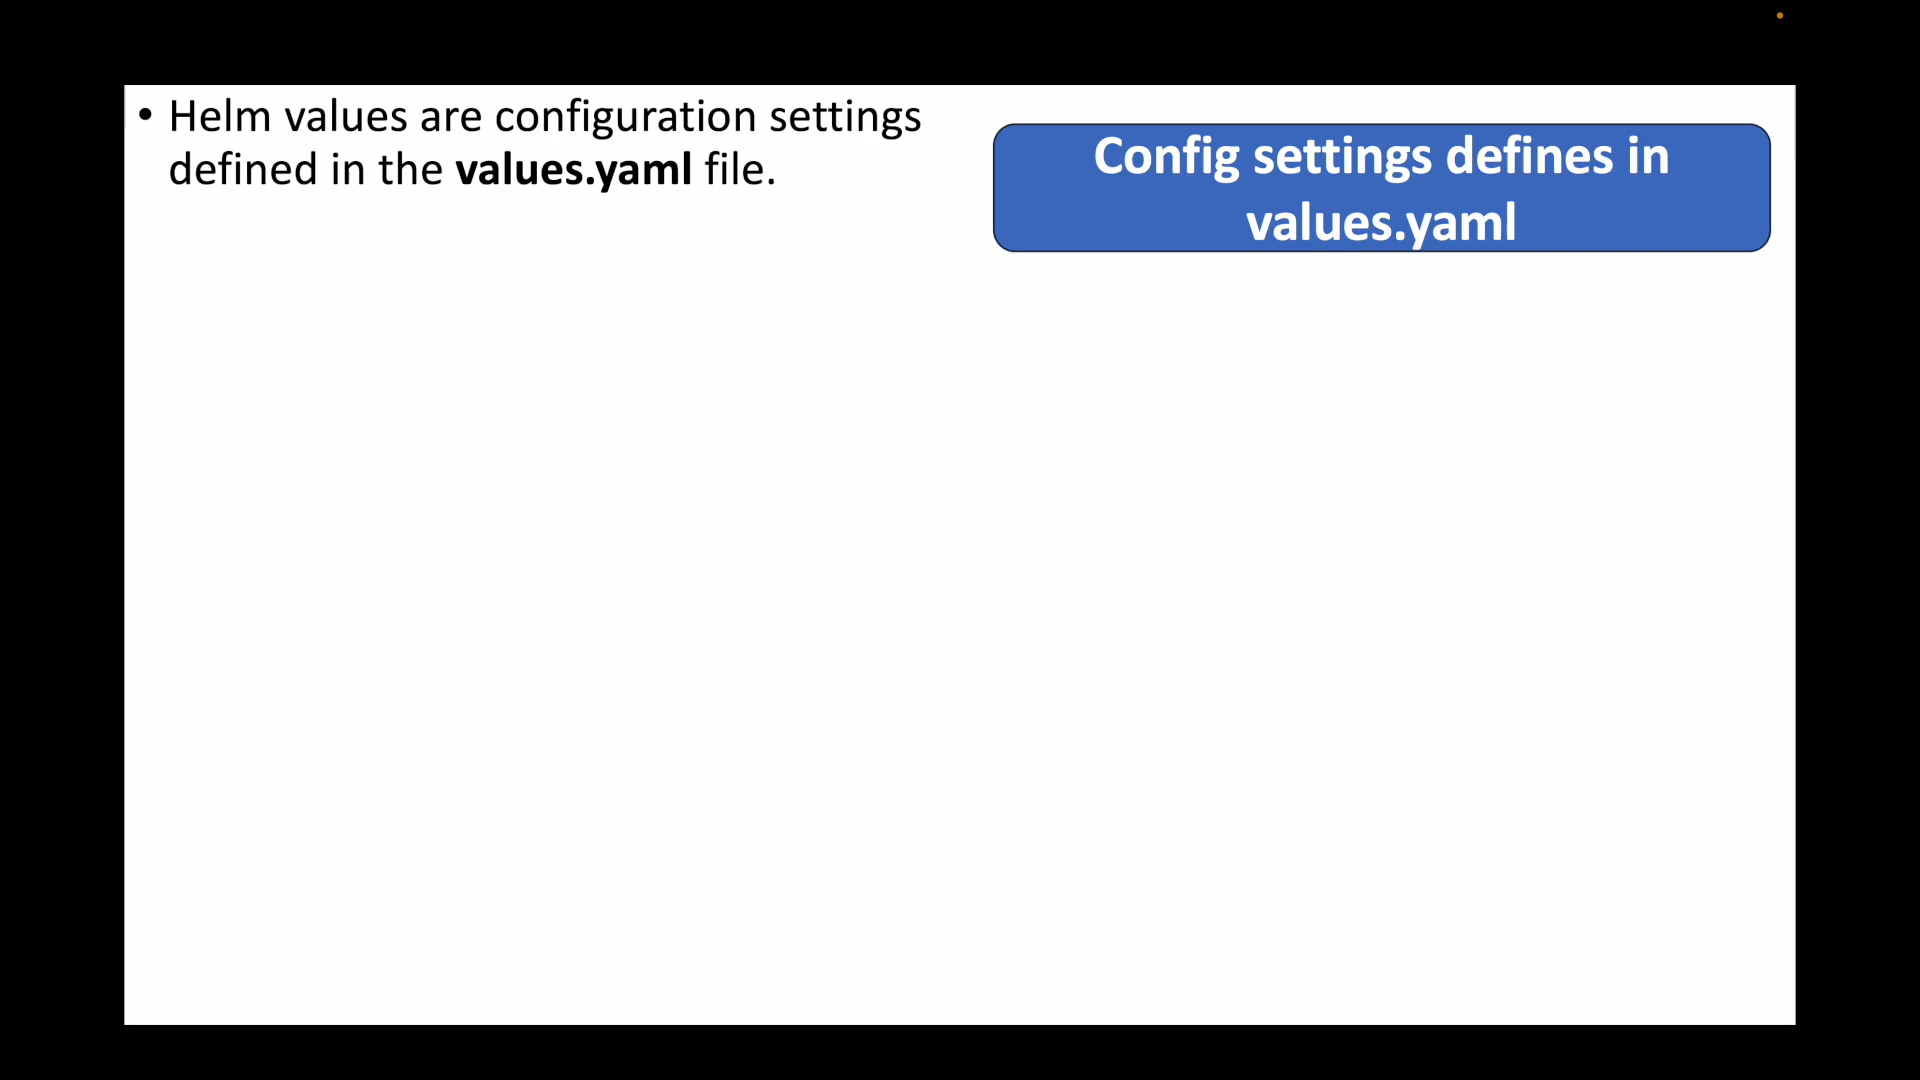 • Helm values are configuration settings
defined in the values.yaml file.
Config settings defines in
values.yaml